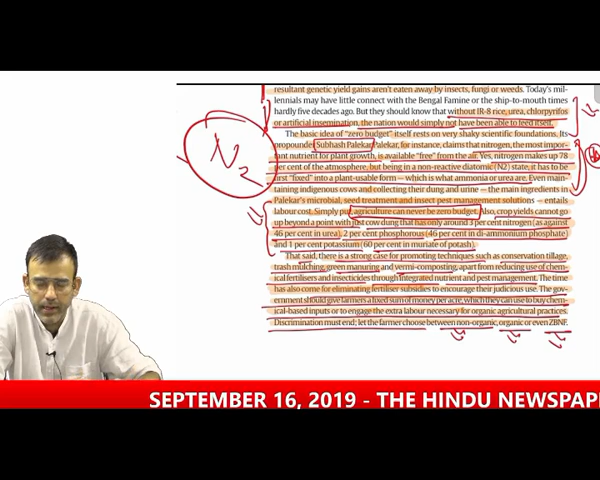 resultant genetic yield gains aren't eaten away by insects, fungi or weeds. Today's mil-
lennials may have little connect with the Bengal Famine or the ship-to-mouth times
hardly five decades ago. But they should know that without IR-8 rice, urea, chlorpyrifos
or artificial insemination, the nation would simply not have been able to feed itself.
The basic idea of "zero budget" itself rests on very shaky scientific foundations. Its
propounder Subhash Palekar Palekar, for instance, claims that nitrogen, the most impor-
tant nutrient for plant growth, is available "free" from the air. Yes, nitrogen makes up 78
per cent of the atmosphere, but being in a non-reactive diatomic (N2) state, it has to be
first "fixed" into a plant-usable form – which is what ammonia or urea are. Even main-
taining indigenous cows and collecting their dung and urine – the main ingredients in
Palekar's microbial, seed treatment and insect pest management solutions – entails
labour cost. Simply put, agriculture can never be zero budget. Also, crop yields cannot
go up beyond a point with just cow dung that has only around 3 per cent nitrogen (as against
46 per cent in urea), 2 per cent phosphorous (46 per cent in di-ammonium phosphate)
and 1 per cent potassium (60 per cent in muriate of potash).
That said, there is a strong case for promoting techniques such as conservation tillage,
trash mulching, green manuring and vermi-composting, apart from reducing use of chem-
ical fertilisers and insecticides through integrated nutrient and pest management. The time
has also come for eliminating fertiliser subsidies to encourage their judicious use. The gov-
ernment should give farmers a fixed sum of money per acre, which they can use to buy chem-
ical-based inputs or to engage the extra labour necessary for organic agricultural practices.
Discrimination must end; let the farmer choose between non-organic, organic or even ZBNF.
N2
SEPTEMBER 16, 2019 - THE HINDU NEWSPAP